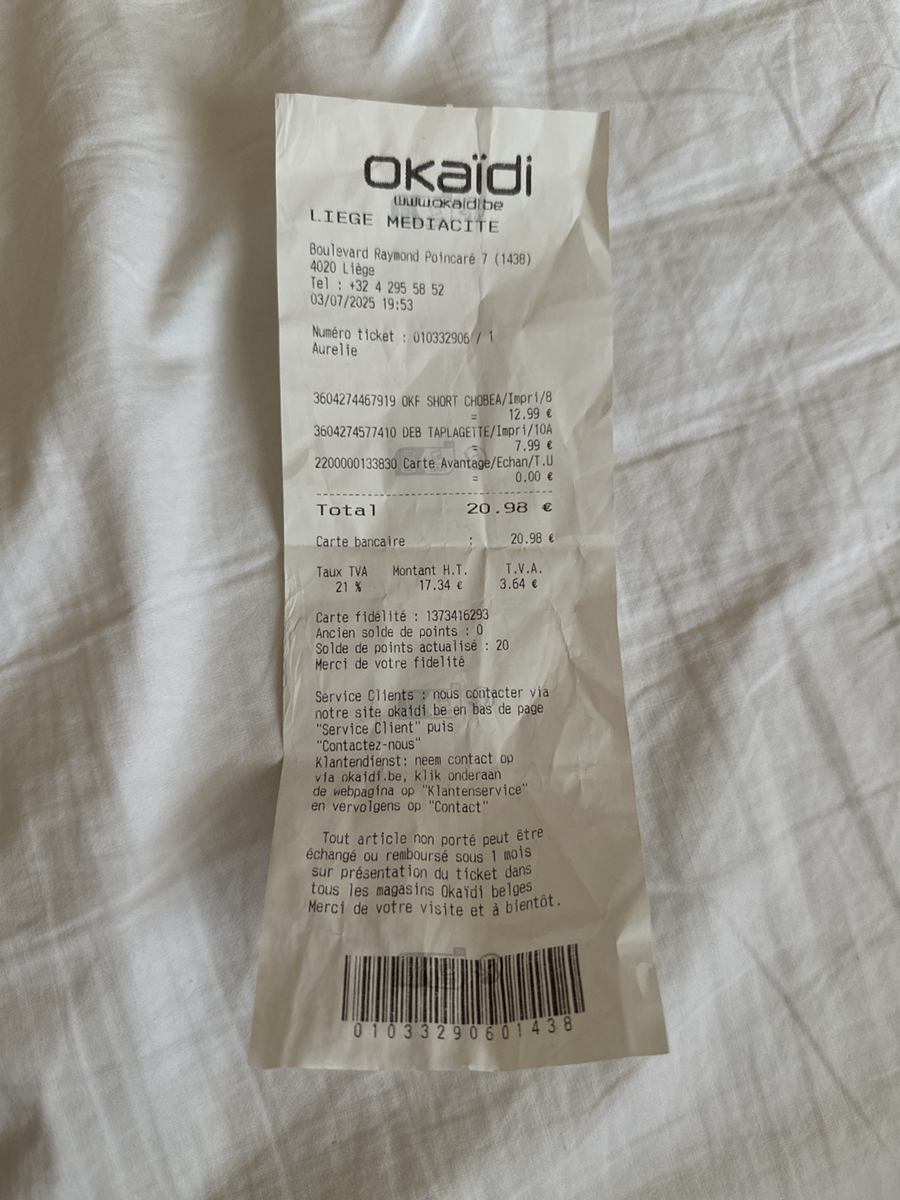 okaïdi
www.okaidi.be
LIEGE MEDIACITE
Boulevard Raymond Poincaré 7 (1438)
4020 Liège
Tel : +32 4 295 58 52
03/07/2025 19:53
Numéro ticket : 010332906 / 1
Aurelie
3604274467919 OKF SHORT CHOBEA/Impri/8
= 12.99 €
3604274577410 DEB TAPLAGETTE/Impri/10A
= 7.99 €
2200000133830 Carte Avantage/Echan/T.U
= 0.00 €
Total 20.98 €
Carte bancaire : 20.98 €
Taux TVA Montant H.T. T.V.A.
21 % 17.34 € 3.64 €
Carte fidélité : 1373416293
Ancien solde de points : 0
Solde de points actualisé : 20
Merci de votre fidelité
Service Clients : nous contacter via
notre site okaidi.be en bas de page
"Service Client" puis
"Contactez-nous"
Klantendienst: neem contact op
via okaidi.be, klik onderaan
de webpagina op "Klantenservice"
en vervolgens op "Contact"
Tout article non porté peut être
échangé ou remboursé sous 1 mois
sur présentation du ticket dans
tous les magasins Okaïdi belges
Merci de votre visite et à bientôt.
01033290601438